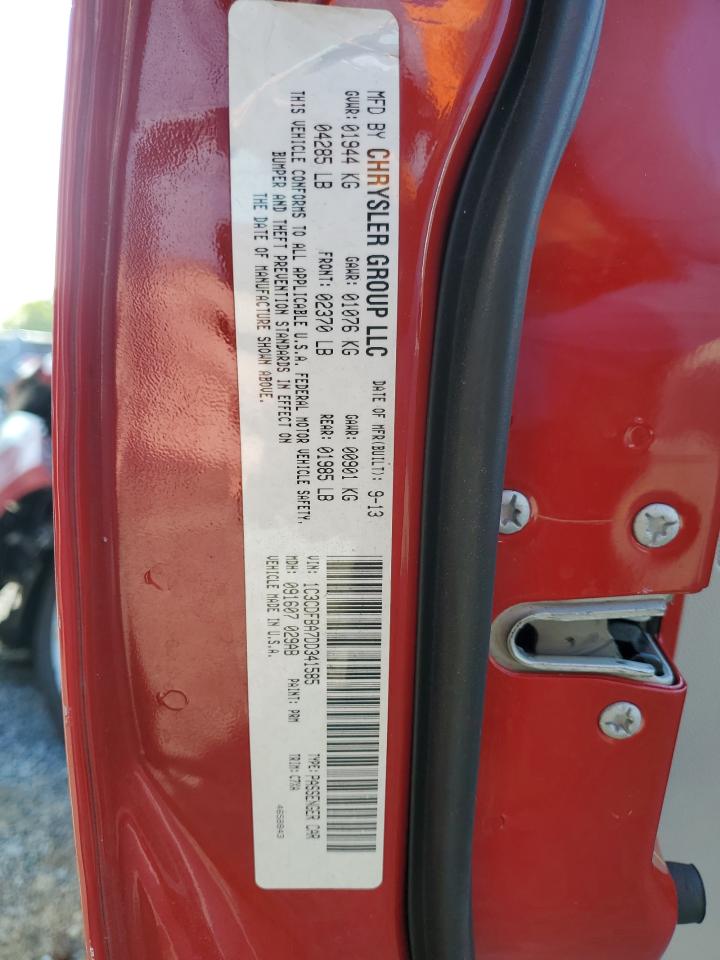 MFD BY CHRYSLER GROUP LLC DATE OF MFR(BUILT): 9-13
GVWR: 01944 KG GAWR: 01076 KG GAWR: 00901 KG
04285 LB FRONT: 02370 LB REAR: 01985 LB
THIS VEHICLE CONFORMS TO ALL APPLICABLE U.S.A. FEDERAL MOTOR VEHICLE SAFETY,
BUMPER AND THEFT PREVENTION STANDARDS IN EFFECT ON
THE DATE OF MANUFACTURE SHOWN ABOVE.
VIN: 1C3CDFBA7DD341585 TYPE: PASSENGER CAR
MDH: 091607 029AB PAINT: PRM TRIM: C7XA
VEHICLE MADE IN U.S.A. 4658843